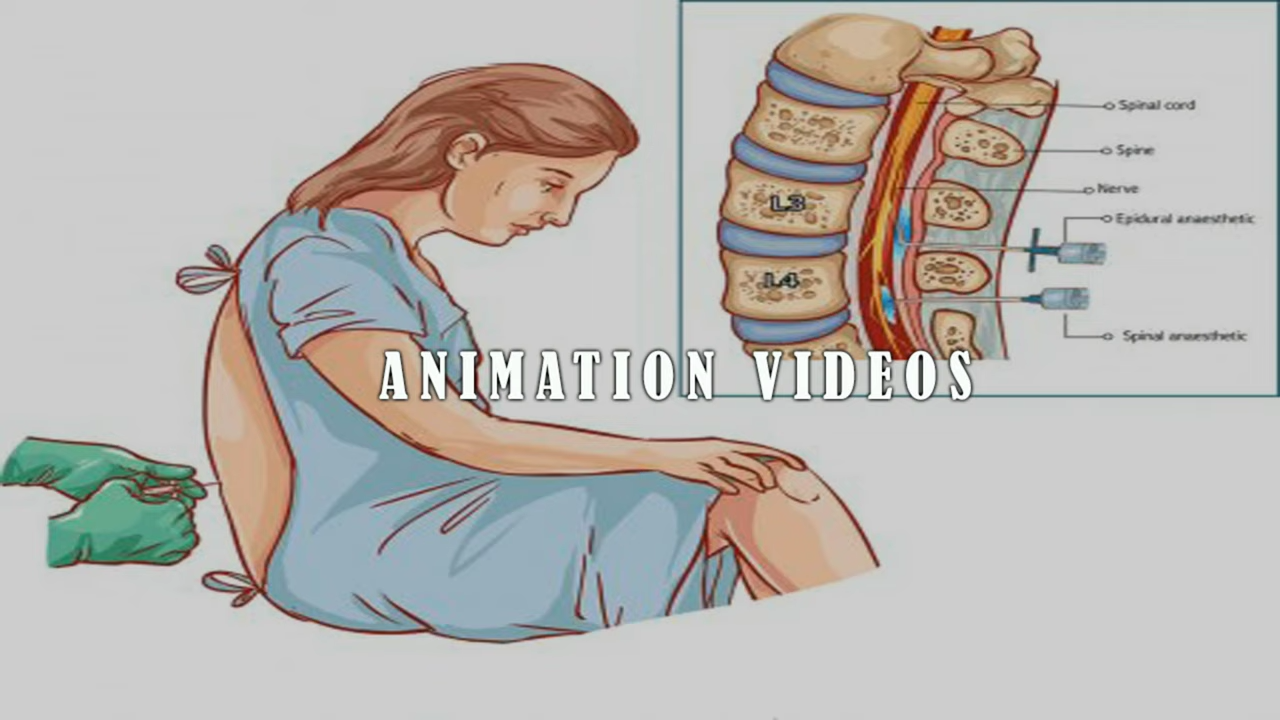 Spinal cord
Spine
Nerve
L3
Epidural anaesthetic
L4
Spinal anaesthetic
ANIMATION VIDEOS